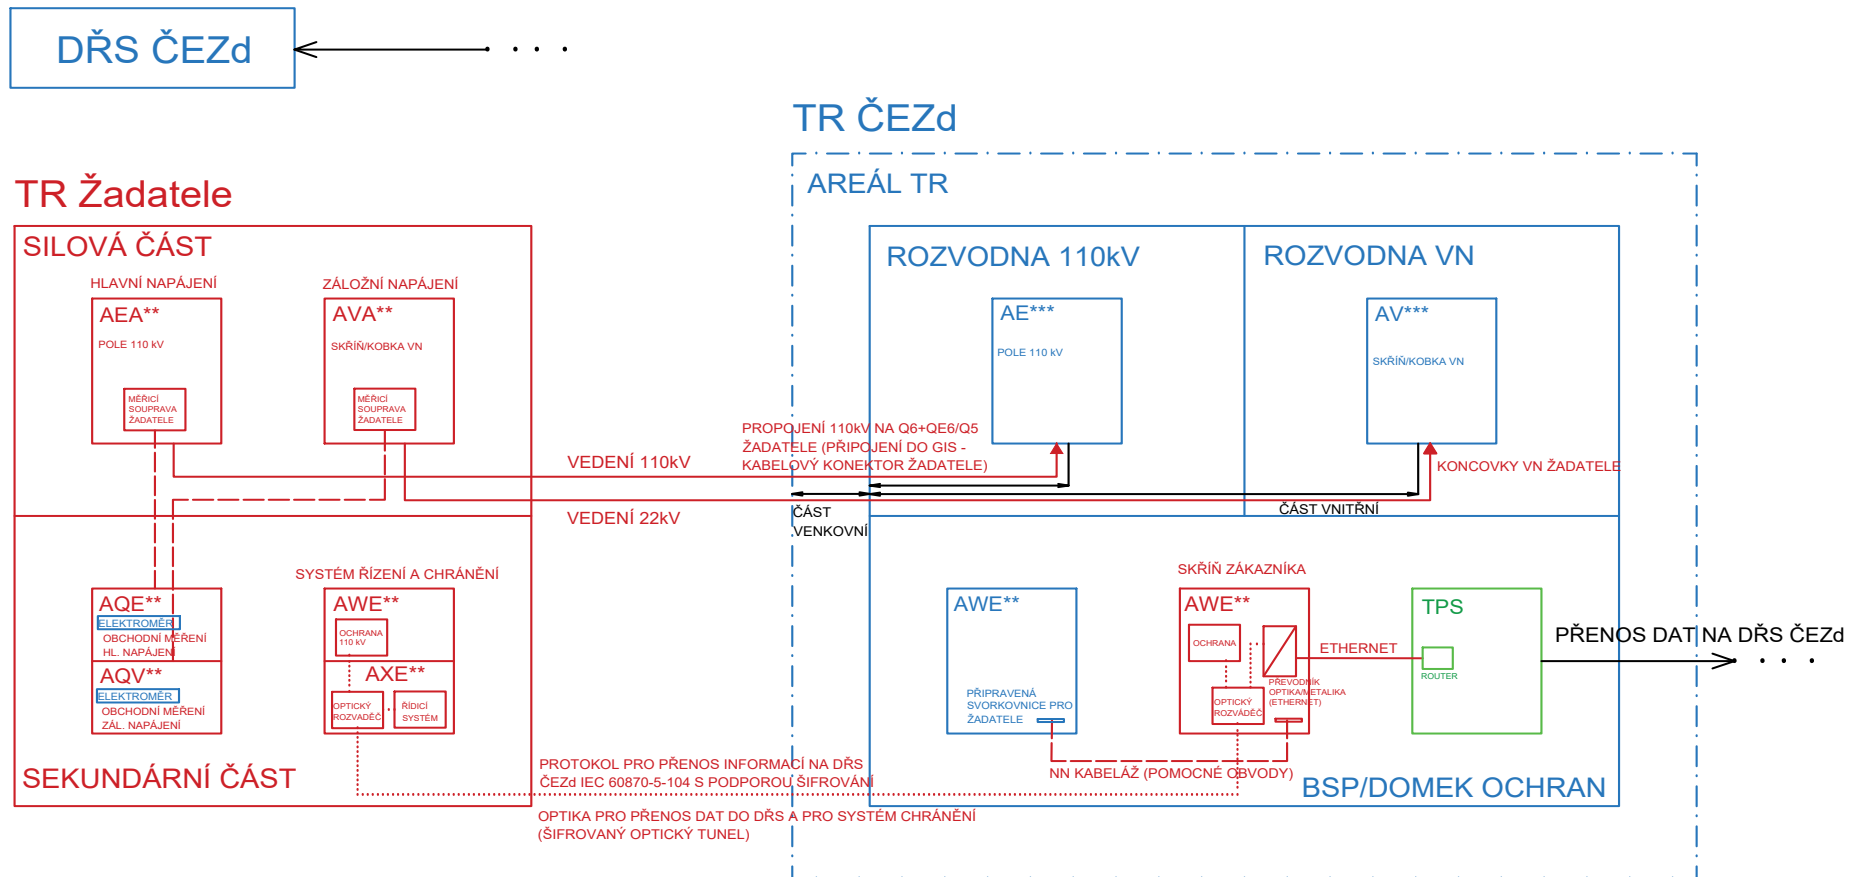 DŘS ČEZd
TR ČEZd
AREÁL TR
TR Žadatele
SILOVÁ ČÁST
HLAVNÍ NAPÁJENÍ
AEA**
POLE 110 kV
MĚŘICÍ
SOUPRAVA
ŽADATELE
ZÁLOŽNÍ NAPÁJENÍ
AVA**
SKŘÍŇ/KOBKA VN
MĚŘICÍ
SOUPRAVA
ŽADATELE
ROZVODNA 110kV
AE***
POLE 110 kV
ROZVODNA VN
AV***
SKŘÍŇ/KOBKA VN
VEDENÍ 110kV
PROPOJENÍ 110kV NA Q6+QE6/Q5
ŽADATELE (PŘIPOJENÍ DO GIS -
KABELOVÝ KONEKTOR ŽADATELE)
KONCOVKY VN ŽADATELE
VEDENÍ 22kV
ČÁST
VENKOVNÍ
ČÁST VNITŘNÍ
AQE**
ELEKTROMĚR
OBCHODNÍ MĚŘENÍ
HL. NAPÁJENÍ
AQV**
ELEKTROMĚR
OBCHODNÍ MĚŘENÍ
ZÁL. NAPÁJENÍ
SYSTÉM ŘÍZENÍ A CHRÁNĚNÍ
AWE**
OCHRANA
110 kV
AXE**
OPTICKÝ
ROZVADĚČ
ŘÍDICÍ
SYSTÉM
SEKUNDÁRNÍ ČÁST
AWE**
PŘIPRAVENÁ
SVORKOVNICE PRO
ŽADATELE
SKŘÍŇ ZÁKAZNÍKA
AWE**
OCHRANA
OPTICKÝ
ROZVÁDĚČ
PŘEVODNÍK
OPTIKA/METALIKA
(ETHERNET)
ETHERNET
TPS
ROUTER
PŘENOS DAT NA DŘS ČEZd
NN KABELÁŽ (POMOCNÉ OBVODY)
BSP/DOMEK OCHRAN
PROTOKOL PRO PŘENOS INFORMACÍ NA DŘS
ČEZd IEC 60870-5-104 S PODPOROU ŠIFROVÁNÍ
OPTIKA PRO PŘENOS DAT DO DŘS A PRO SYSTÉM CHRÁNĚNÍ
(ŠIFROVANÝ OPTICKÝ TUNEL)